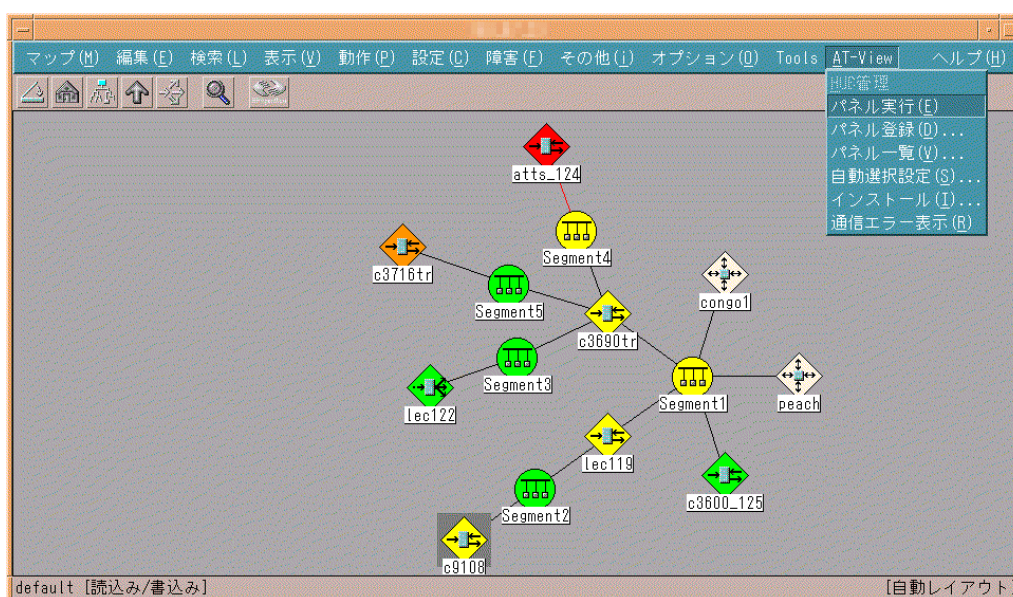 マップ(M) 編集(E) 検索(L) 表示(V) 動作(P) 設定(C) 障害(F) その他(i) オプション(O) Tools AT-View ヘルプ(H)
HUB管理
パネル実行(E)
パネル登録(D)...
パネル一覧(V)...
自動選択設定(S)...
インストール(I)...
通信エラー表示(R)
atts_124
Segment4
c3716tr
Segment5
congo1
c3690tr
Segment3
lec122
Segment1
peach
lec119
c3600_125
Segment2
c9108
default [読込み/書込み] [自動レイアウト]